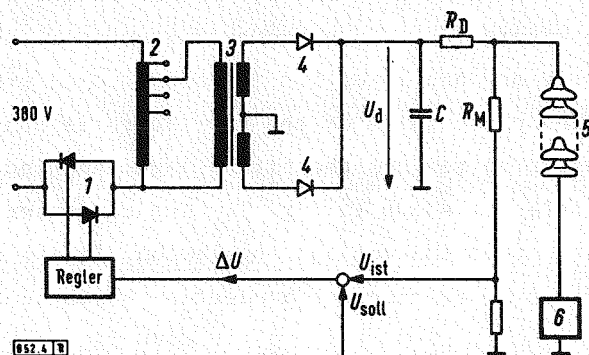 2
3
4
R_D
380 V
1
U_d
C
R_M
5
4
Regler
ΔU
U_ist
U_soll
6
652.4 R